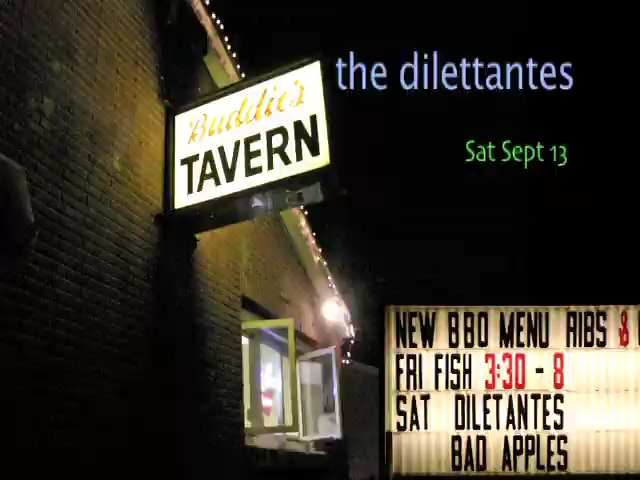 the dilettantes
Buddie's
TAVERN
Sat Sept 13
NEW BBO MENU RIBS &
FRI FISH 3:30 - 8
SAT DILETANTES
BAD APPLES